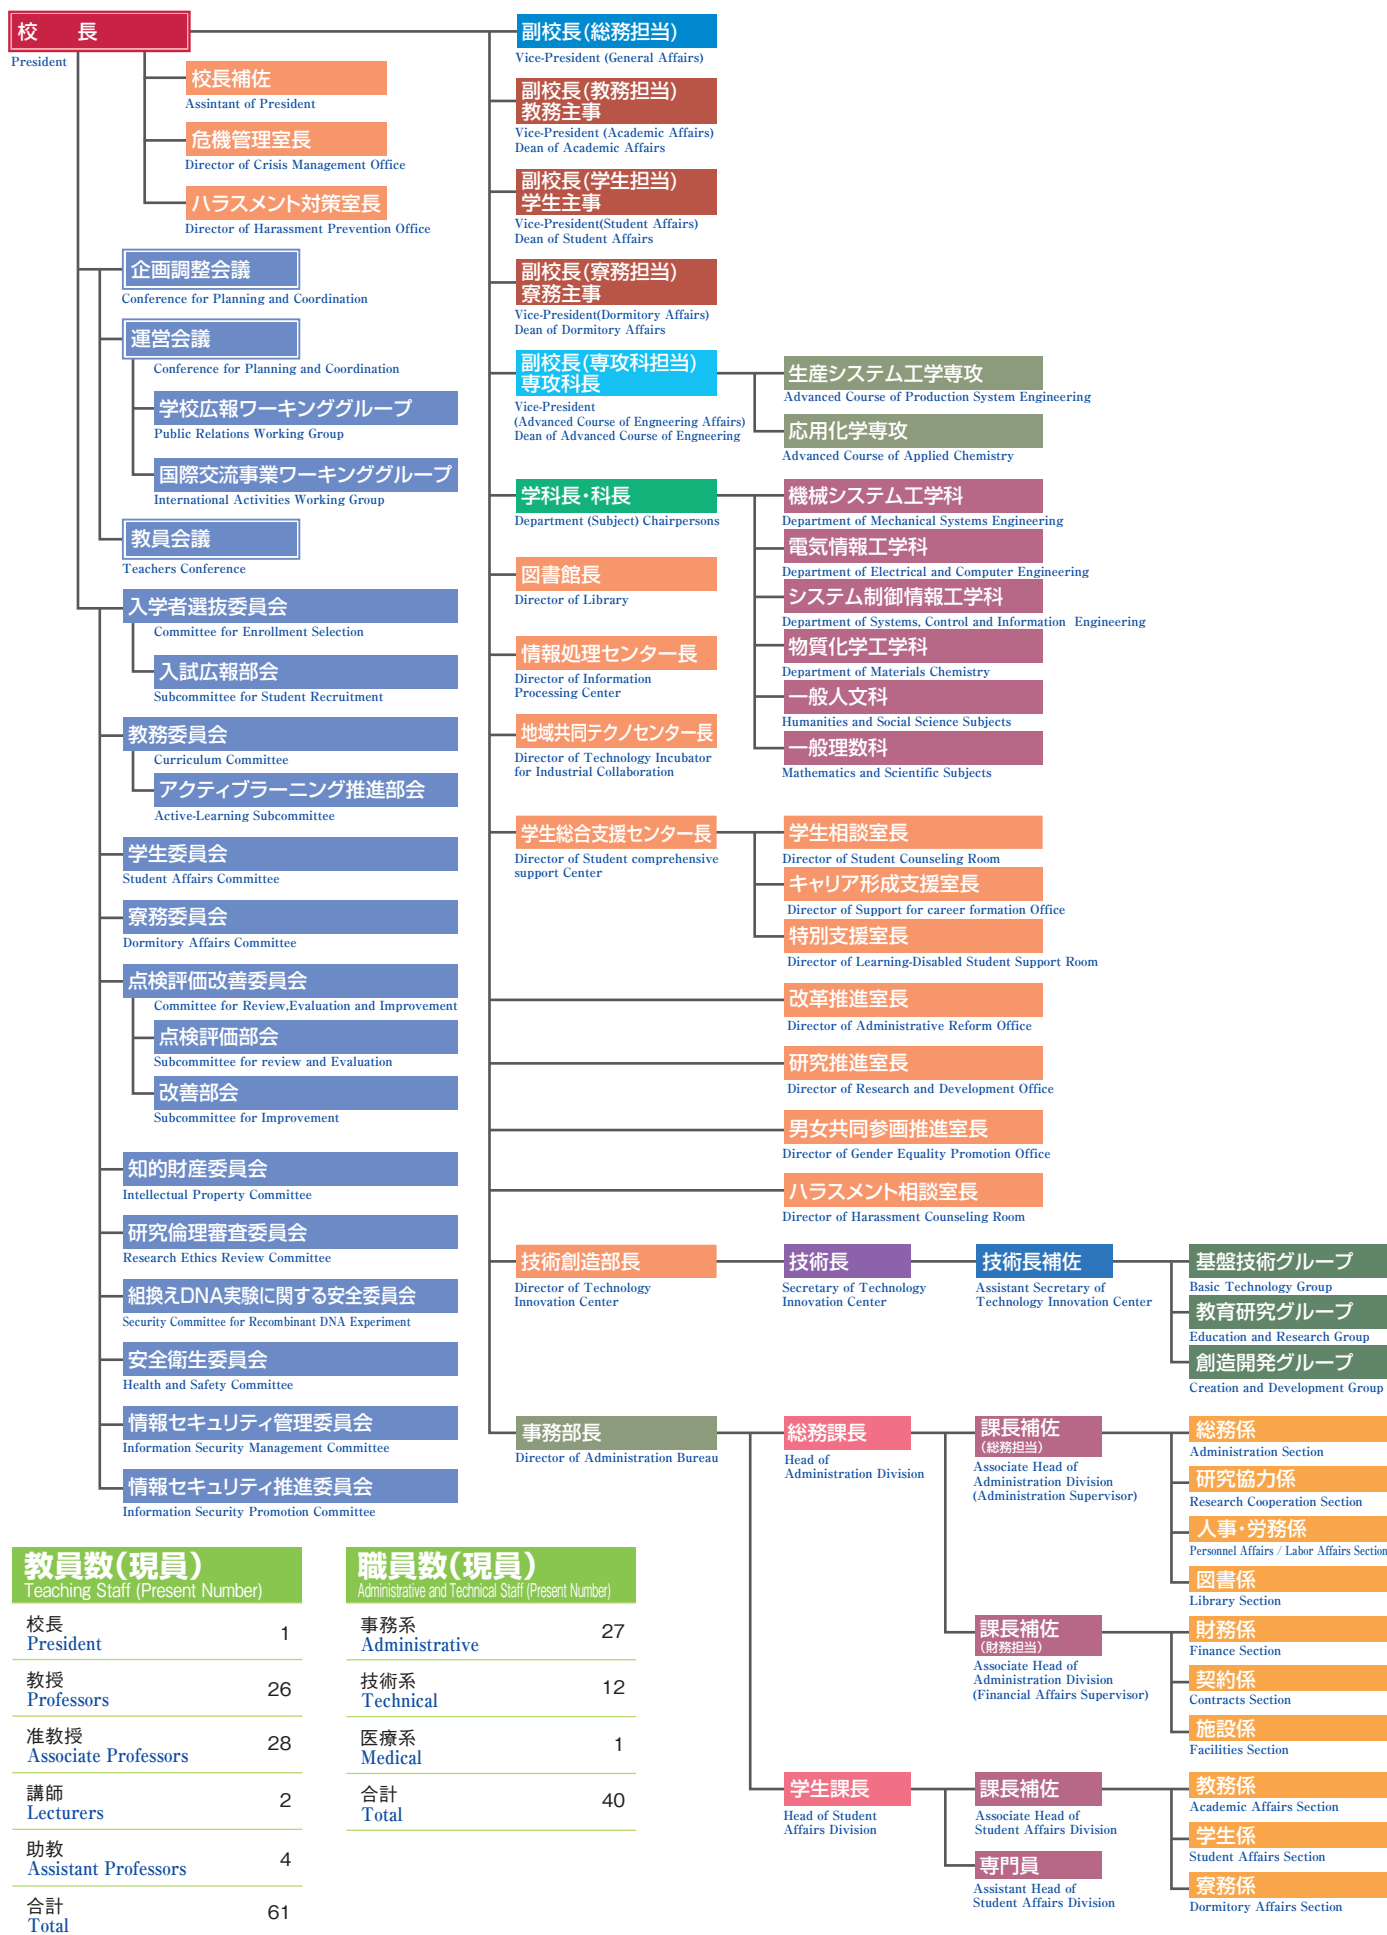 校　長
President
校長補佐
Assintant of President
危機管理室長
Director of Crisis Management Office
ハラスメント対策室長
Director of Harassment Prevention Office
企画調整会議
Conference for Planning and Coordination
運営会議
Conference for Planning and Coordination
学校広報ワーキンググループ
Public Relations Working Group
国際交流事業ワーキンググループ
International Activities Working Group
教員会議
Teachers Conference
入学者選抜委員会
Committee for Enrollment Selection
入試広報部会
Subcommittee for Student Recruitment
教務委員会
Curriculum Committee
アクティブラーニング推進部会
Active-Learning Subcommittee
学生委員会
Student Affairs Committee
寮務委員会
Dormitory Affairs Committee
点検評価改善委員会
Committee for Review,Evaluation and Improvement
点検評価部会
Subcommittee for review and Evaluation
改善部会
Subcommittee for Improvement
知的財産委員会
Intellectual Property Committee
研究倫理審査委員会
Research Ethics Review Committee
組換えDNA実験に関する安全委員会
Security Committee for Recombinant DNA Experiment
安全衛生委員会
Health and Safety Committee
情報セキュリティ管理委員会
Information Security Management Committee
情報セキュリティ推進委員会
Information Security Promotion Committee
副校長(総務担当)
Vice-President (General Affairs)
副校長(教務担当)
教務主事
Vice-President (Academic Affairs)
Dean of Academic Affairs
副校長(学生担当)
学生主事
Vice-President(Student Affairs)
Dean of Student Affairs
副校長(寮務担当)
寮務主事
Vice-President(Dormitory Affairs)
Dean of Dormitory Affairs
副校長(専攻科担当)
専攻科長
Vice-President
(Advanced Course of Engneering Affairs)
Dean of Advanced Course of Engneering
生産システム工学専攻
Advanced Course of Production System Engineering
応用化学専攻
Advanced Course of Applied Chemistry
学科長・科長
Department (Subject) Chairpersons
機械システム工学科
Department of Mechanical Systems Engineering
電気情報工学科
Department of Electrical and Computer Engineering
システム制御情報工学科
Department of Systems, Control and Information Engineering
物質化学工学科
Department of Materials Chemistry
一般人文科
Humanities and Social Science Subjects
一般理数科
Mathematics and Scientific Subjects
図書館長
Director of Library
情報処理センター長
Director of Information
Processing Center
地域共同テクノセンター長
Director of Technology Incubator
for Industrial Collaboration
学生総合支援センター長
Director of Student comprehensive
support Center
学生相談室長
Director of Student Counseling Room
キャリア形成支援室長
Director of Support for career formation Office
特別支援室長
Director of Learning-Disabled Student Support Room
改革推進室長
Director of Administrative Reform Office
研究推進室長
Director of Research and Development Office
男女共同参画推進室長
Director of Gender Equality Promotion Office
ハラスメント相談室長
Director of Harassment Counseling Room
技術創造部長
Director of Technology
Innovation Center
技術長
Secretary of Technology
Innovation Center
技術長補佐
Assistant Secretary of
Technology Innovation Center
基盤技術グループ
Basic Technology Group
教育研究グループ
Education and Research Group
創造開発グループ
Creation and Development Group
事務部長
Director of Administration Bureau
総務課長
Head of
Administration Division
課長補佐
(総務担当)
Associate Head of
Administration Division
(Administration Supervisor)
総務係
Administration Section
研究協力係
Research Cooperation Section
人事・労務係
Personnel Affairs / Labor Affairs Section
図書係
Library Section
課長補佐
(財務担当)
Associate Head of
Administration Division
(Financial Affairs Supervisor)
財務係
Finance Section
契約係
Contracts Section
施設係
Facilities Section
学生課長
Head of Student
Affairs Division
課長補佐
Associate Head of
Student Affairs Division
専門員
Assistant Head of
Student Affairs Division
教務係
Academic Affairs Section
学生係
Student Affairs Section
寮務係
Dormitory Affairs Section
教員数(現員)
Teaching Staff (Present Number)
校長
President 1
教授
Professors 26
准教授
Associate Professors 28
講師
Lecturers 2
助教
Assistant Professors 4
合計
Total 61
職員数(現員)
Administrative and Technical Staff (Present Number)
事務系
Administrative 27
技術系
Technical 12
医療系
Medical 1
合計
Total 40